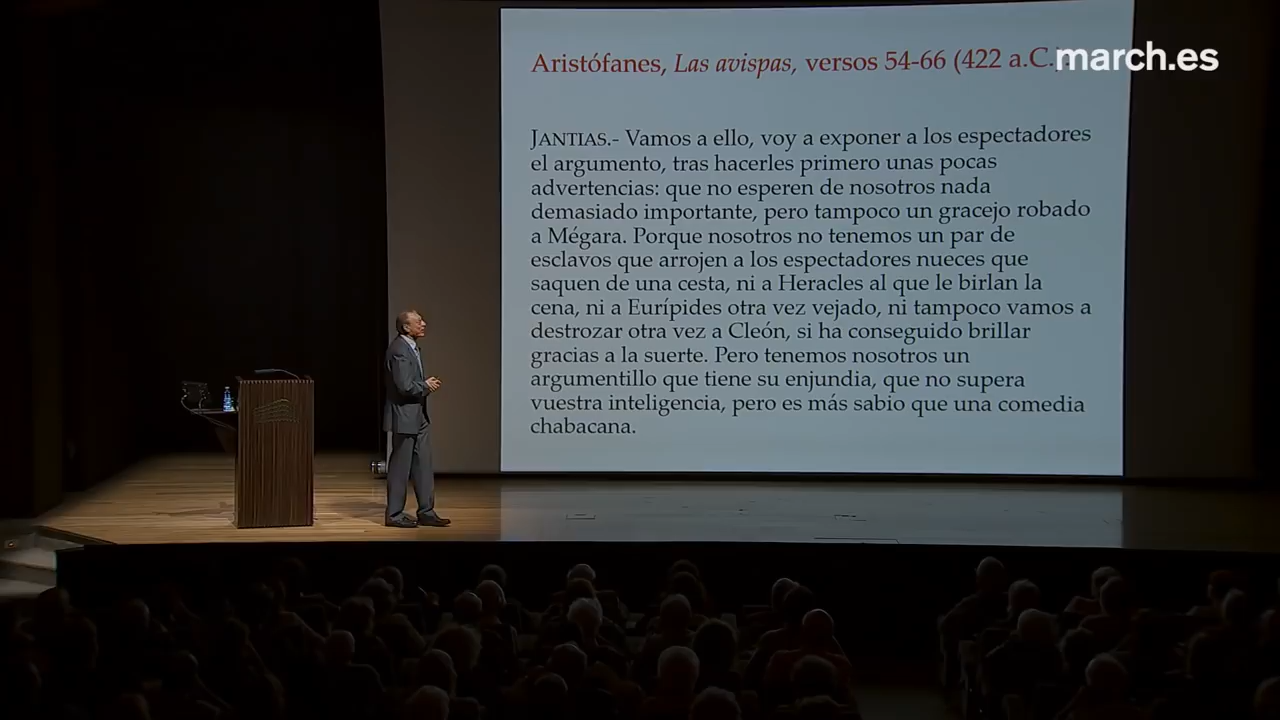 Aristófanes, Las avispas, versos 54-66 (422 a.C.).
march.es
JANTIAS.- Vamos a ello, voy a exponer a los espectadores
el argumento, tras hacerles primero unas pocas
advertencias: que no esperen de nosotros nada
demasiado importante, pero tampoco un gracejo robado
a Mégara. Porque nosotros no tenemos un par de
esclavos que arrojen a los espectadores nueces que
saquen de una cesta, ni a Heracles al que le birlan la
cena, ni a Eurípides otra vez vejado, ni tampoco vamos a
destrozar otra vez a Cleón, si ha conseguido brillar
gracias a la suerte. Pero tenemos nosotros un
argumentillo que tiene su enjundia, que no supera
vuestra inteligencia, pero es más sabio que una comedia
chabacana.